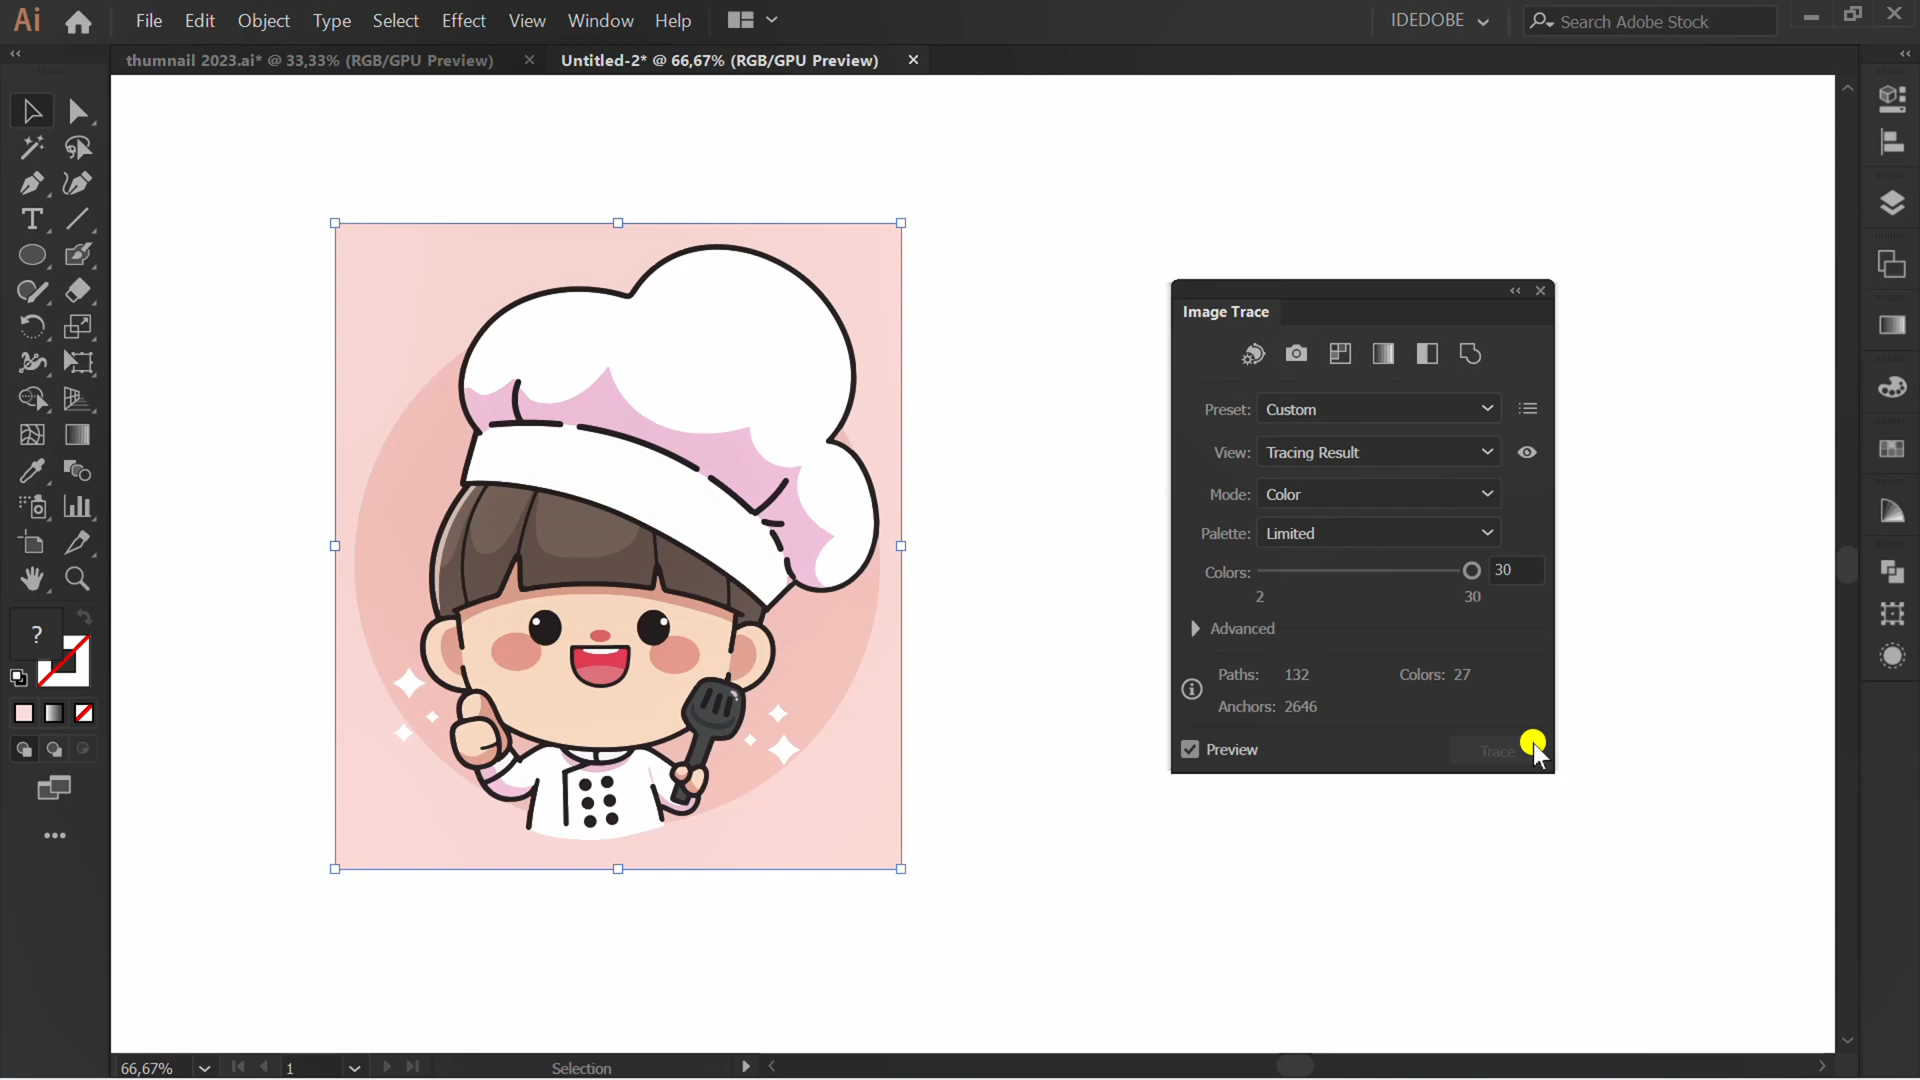 Ai File Edit Object Type Select Effect View Window Help IDEDOBE Search Adobe Stock
thumnail 2023.ai* @ 33,33% (RGB/GPU Preview) Untitled-2* @ 66,67% (RGB/GPU Preview)
Image Trace
Preset: Custom
View: Tracing Result
Mode: Color
Palette: Limited
Colors: 30
2 30
Advanced
Paths: 132 Colors: 27
Anchors: 2646
Preview Trace
?
66,67% 1 Selection